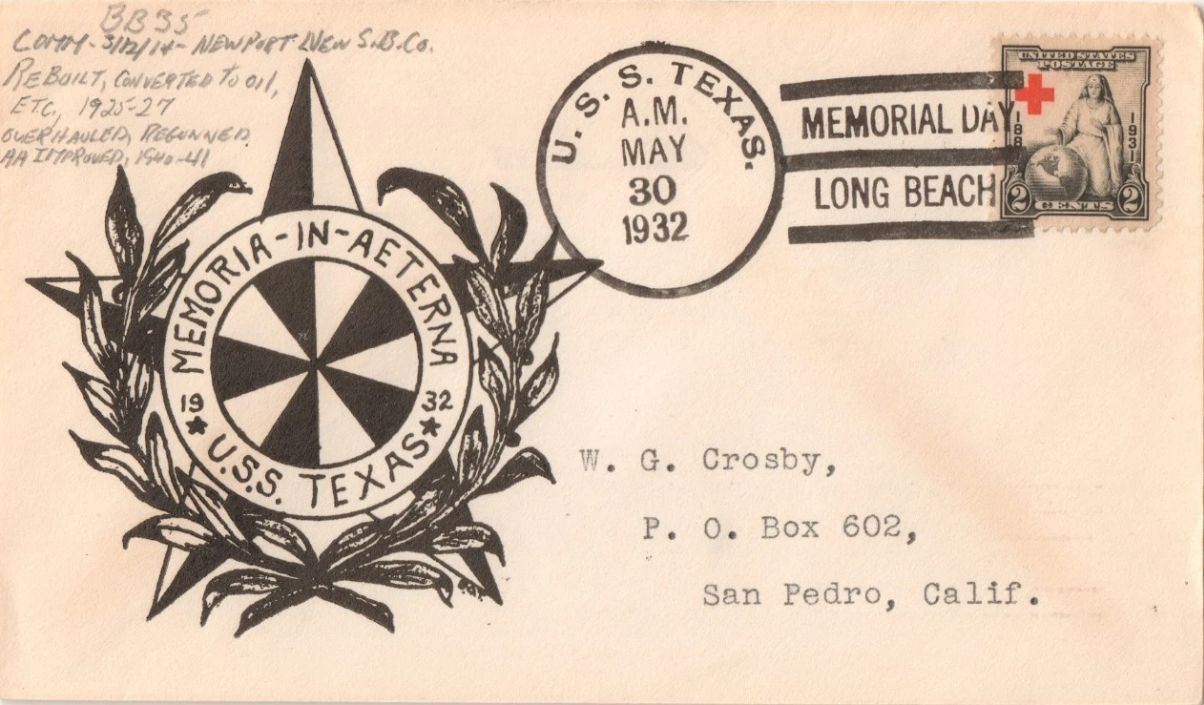 BB35
COMM - 3/12/14 - NEWPORT NEW S.B.Co.
REBUILT, CONVERTED TO OIL,
ETC, 1925-27
OVERHAULED, REGUNNED,
AA IMPROVED, 1940-41
MEMORIA-IN-AETERNA
19 32
U.S.S. TEXAS
U. S. S. TEXAS.
A.M.
MAY
30
1932
MEMORIAL DAY
LONG BEACH
UNITED STATES
POSTAGE
188 1931
2 CENTS 2
W. G. Crosby,
P. O. Box 602,
San Pedro, Calif.